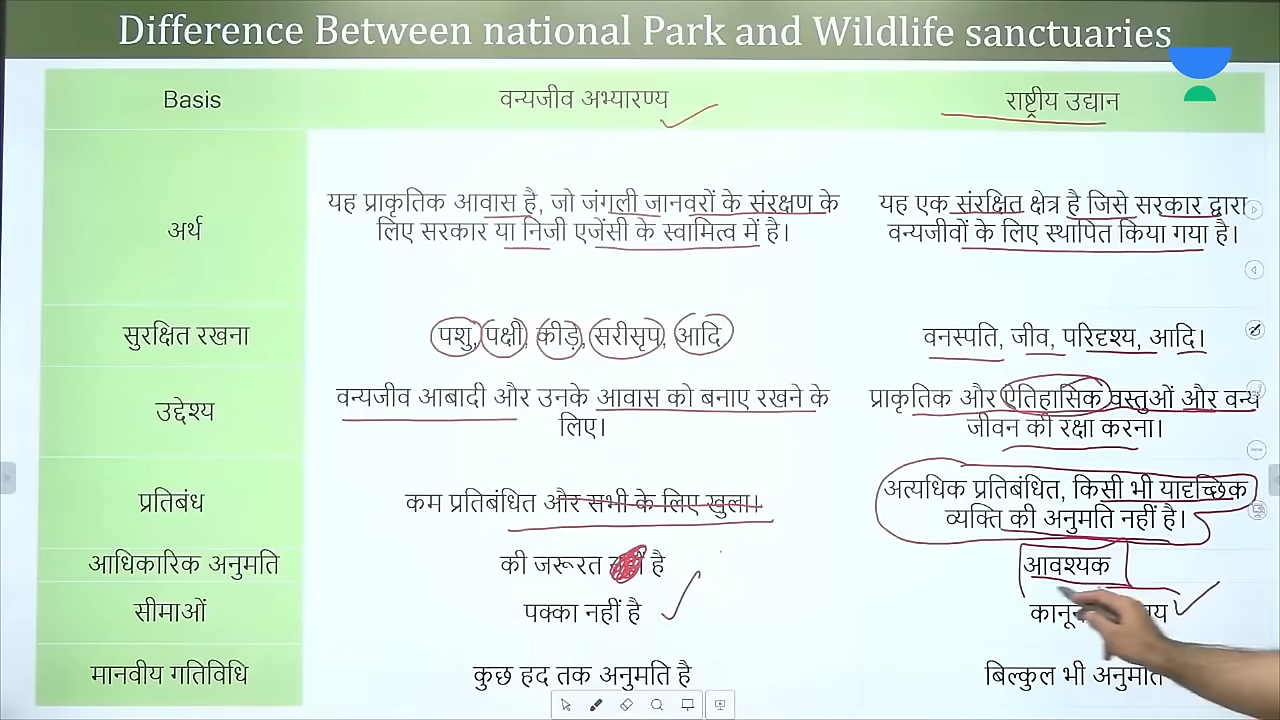 Difference Between national Park and Wildlife sanctuaries
Basis
वन्यजीव अभ्यारण्य
राष्ट्रीय उद्यान
अर्थ
यह प्राकृतिक आवास है, जो जंगली जानवरों के संरक्षण के
लिए सरकार या निजी एजेंसी के स्वामित्व में है।
यह एक संरक्षित क्षेत्र है जिसे सरकार द्वारा
वन्यजीवों के लिए स्थापित किया गया है।
सुरक्षित रखना
पशु, पक्षी, कीड़े, सरीसृप, आदि
वनस्पति, जीव, परिदृश्य, आदि।
उद्देश्य
वन्यजीव आबादी और उनके आवास को बनाए रखने के
लिए।
प्राकृतिक और ऐतिहासिक वस्तुओं और वन्य
जीवन की रक्षा करना।
प्रतिबंध
कम प्रतिबंधित और सभी के लिए खुला।
अत्यधिक प्रतिबंधित, किसी भी यादृच्छिक
व्यक्ति की अनुमति नहीं है।
आधिकारिक अनुमति
की जरूरत है
आवश्यक
सीमाओं
पक्का नहीं है
मानवीय गतिविधि
कुछ हद तक अनुमति है
बिल्कुल भी अनुमति